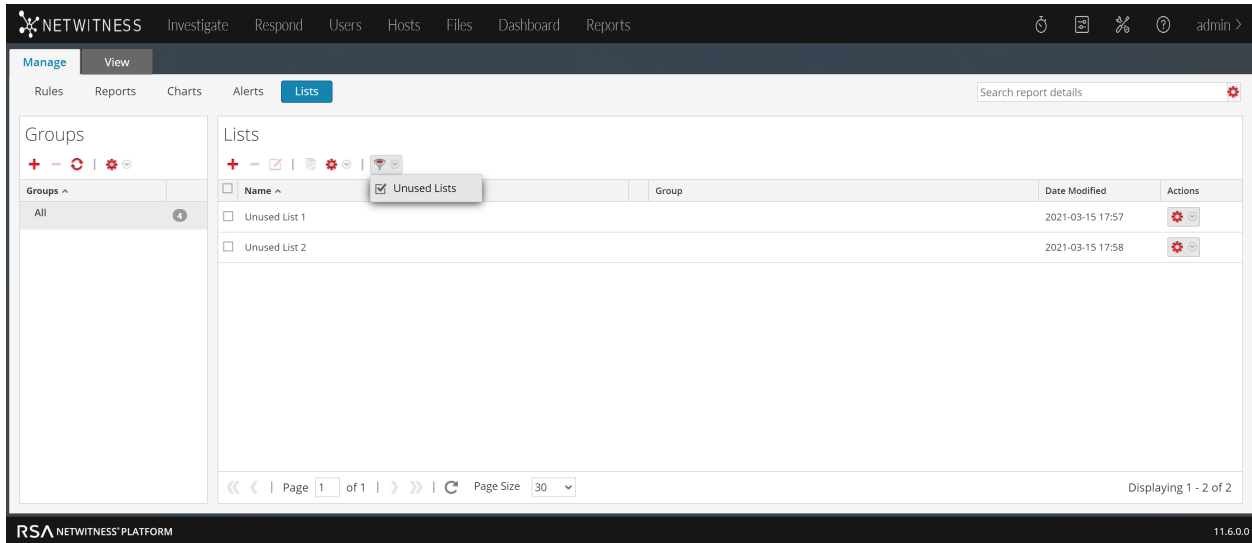 NETWITNESS Investigate Respond Users Hosts Files Dashboard Reports admin >
Manage View
Rules Reports Charts Alerts Lists Search report details
Groups
Lists
Groups
Name Unused Lists Group Date Modified Actions
All 4
Unused List 1 2021-03-15 17:57
Unused List 2 2021-03-15 17:58
Page 1 of 1 Page Size 30 Displaying 1 - 2 of 2
RSA NETWITNESS® PLATFORM 11.6.0.0